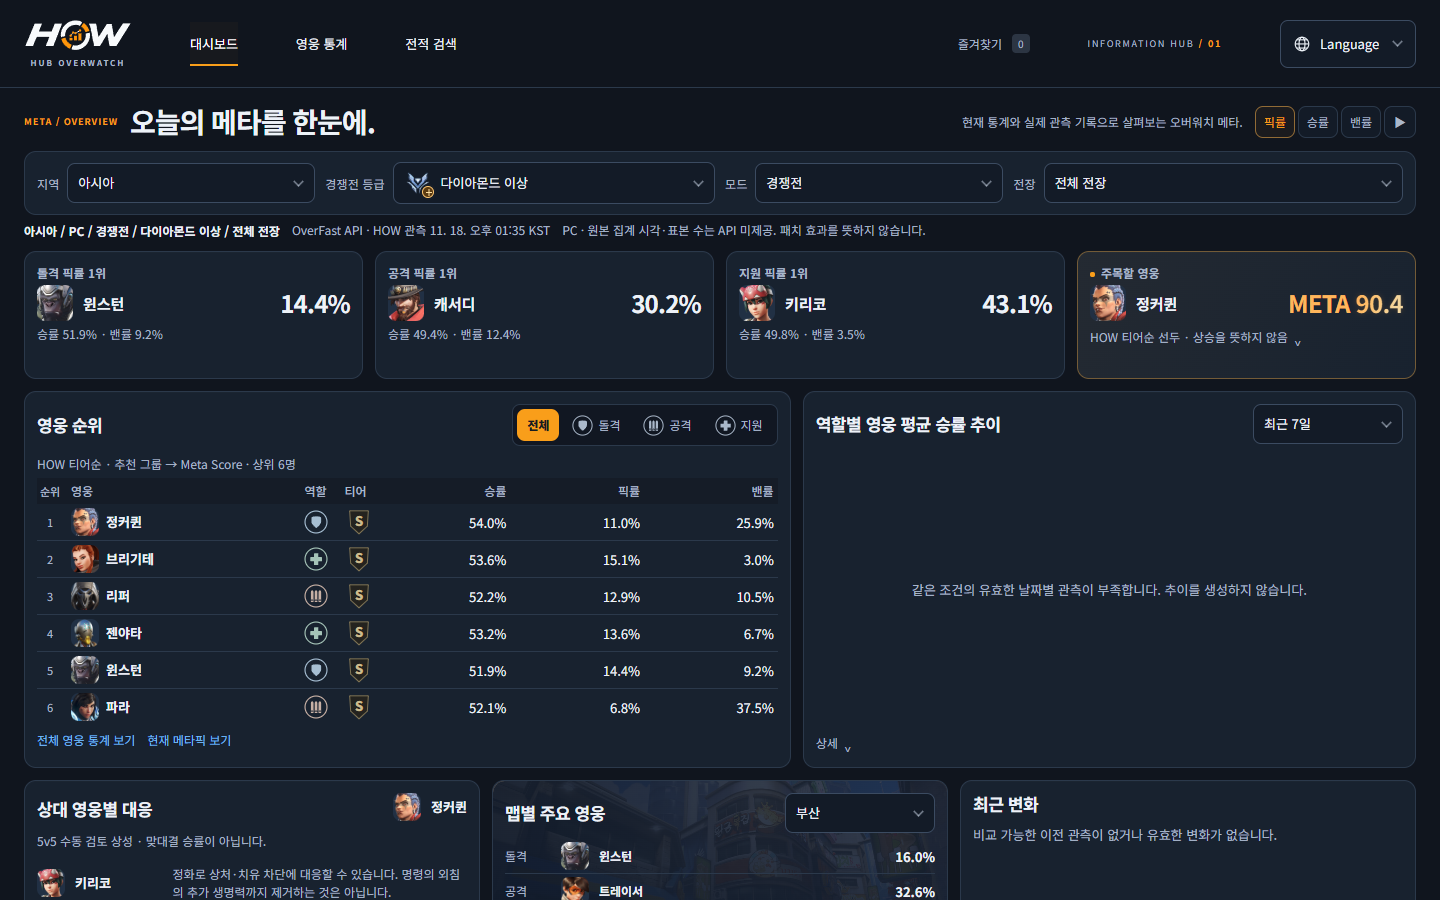 HOW
HUB OVERWATCH
대시보드
영웅 통계
전적 검색
즐겨찾기 0
INFORMATION HUB / 01
Language
META / OVERVIEW
오늘의 메타를 한눈에.
현재 통계와 실제 관측 기록으로 살펴보는 오버워치 메타.
픽률
승률
밴률
지역
아시아
경쟁전 등급
다이아몬드 이상
모드
경쟁전
전장
전체 전장
아시아 / PC / 경쟁전 / 다이아몬드 이상 / 전체 전장 OverFast API · HOW 관측 11. 18. 오후 01:35 KST PC · 원본 집계 시각·표본 수는 API 미제공. 패치 효과를 뜻하지 않습니다.
돌격 픽률 1위
윈스턴
14.4%
승률 51.9% · 밴률 9.2%
공격 픽률 1위
캐서디
30.2%
승률 49.4% · 밴률 12.4%
지원 픽률 1위
키리코
43.1%
승률 49.8% · 밴률 3.5%
주목할 영웅
정커퀸
META 90.4
HOW 티어순 선두 · 상승을 뜻하지 않음
영웅 순위
전체
돌격
공격
지원
HOW 티어순 · 추천 그룹 → Meta Score · 상위 6명
순위 영웅 역할 티어 승률 픽률 밴률
1 정커퀸 S 54.0% 11.0% 25.9%
2 브리기테 S 53.6% 15.1% 3.0%
3 리퍼 S 52.2% 12.9% 10.5%
4 젠야타 S 53.2% 13.6% 6.7%
5 윈스턴 S 51.9% 14.4% 9.2%
6 파라 S 52.1% 6.8% 37.5%
전체 영웅 통계 보기 현재 메타픽 보기
역할별 영웅 평균 승률 추이
최근 7일
같은 조건의 유효한 날짜별 관측이 부족합니다. 추이를 생성하지 않습니다.
상세
상대 영웅별 대응
정커퀸
5v5 수동 검토 상성 · 맞대결 승률이 아닙니다.
키리코
정화로 상처·치유 차단에 대응할 수 있습니다. 명령의 외침
의 추가 생명력까지 제거하는 것은 아닙니다.
맵별 주요 영웅
부산
돌격 윈스턴 16.0%
공격 트레이서 32.6%
최근 변화
비교 가능한 이전 관측이 없거나 유효한 변화가 없습니다.